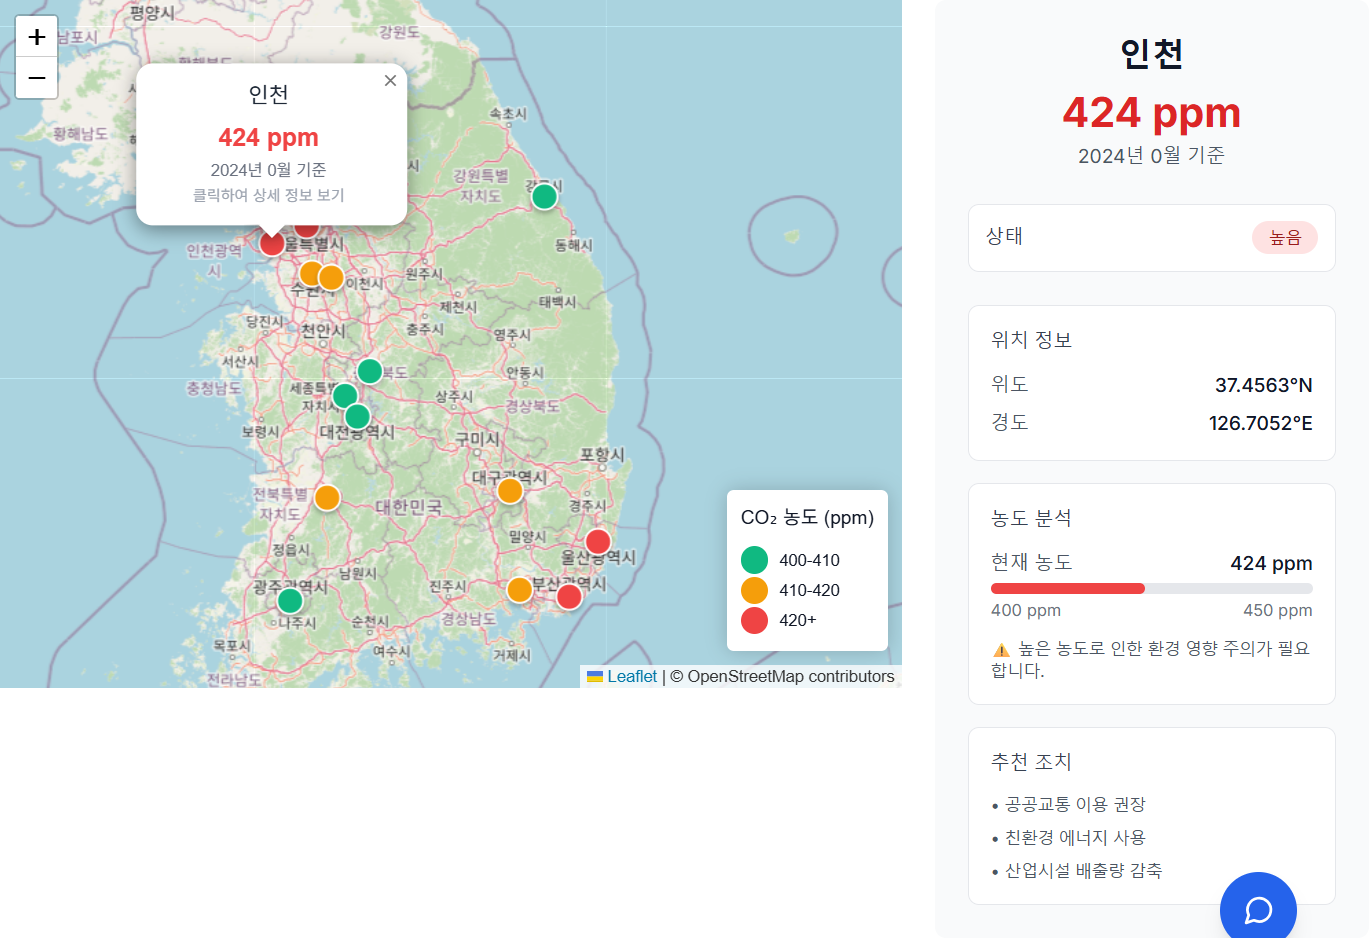 +
−
평양시
남포시
강원도
황해북도
황해남도
인천
424 ppm
2024년 0월 기준
클릭하여 상세 정보 보기
속초시
강원특별
자치도
동해시
인천광역
시
울특별시
수원시
이천시
원주시
제천시
태백시
당진시
천안시
충주시
영주시
서산시
북도
안동시
충청남도
세종특별
자치시
상주시
경상북도
보령시
대전광역시
구미시
포항시
대구광역시
전북특별
자치도
대한민국
경주시
밀양시
정읍시
남원시
울산광역시
광주광역시
진주시
부산광역시
나주시
순천시
경상남도
목포시
여수시
거제시
전라남도
CO₂ 농도 (ppm)
400-410
410-420
420+
Leaflet | © OpenStreetMap contributors
인천
424 ppm
2024년 0월 기준
상태 높음
위치 정보
위도 37.4563°N
경도 126.7052°E
농도 분석
현재 농도 424 ppm
400 ppm 450 ppm
⚠️ 높은 농도로 인한 환경 영향 주의가 필요
합니다.
추천 조치
• 공공교통 이용 권장
• 친환경 에너지 사용
• 산업시설 배출량 감축